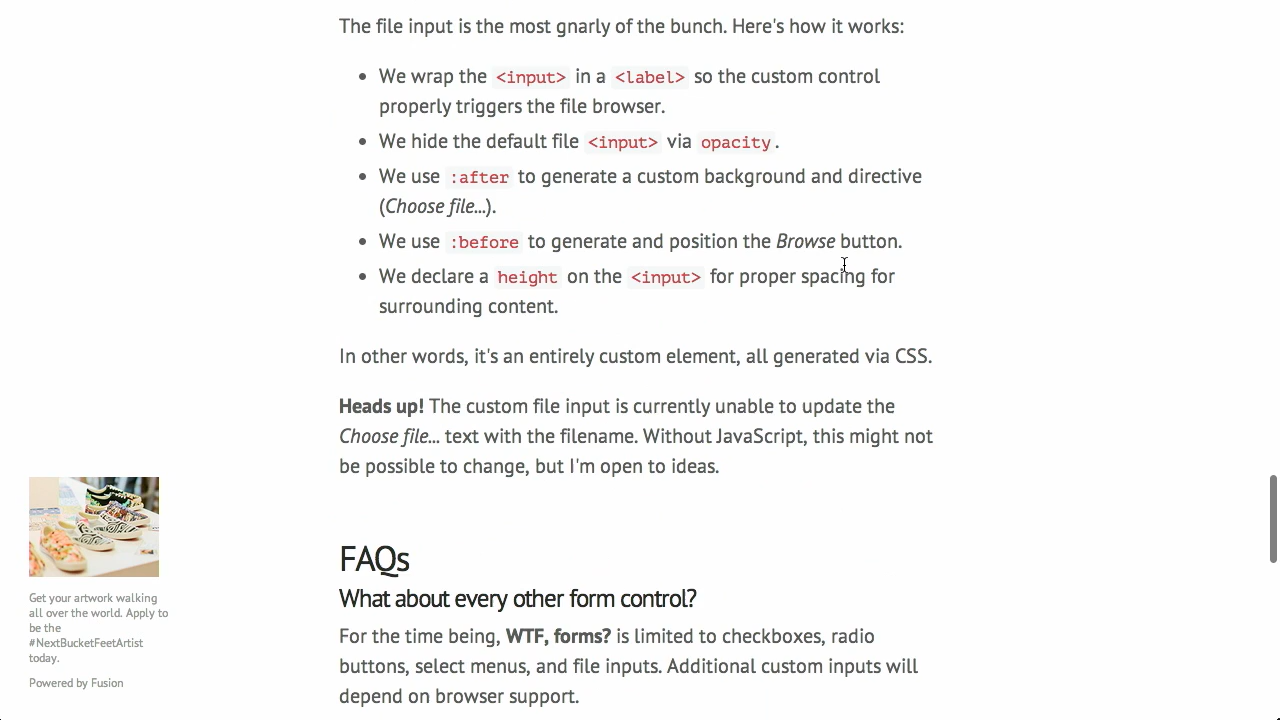 The file input is the most gnarly of the bunch. Here's how it works:
We wrap the <input> in a <label> so the custom control
properly triggers the file browser.
We hide the default file <input> via opacity.
We use :after to generate a custom background and directive
(Choose file...).
We use :before to generate and position the Browse button.
We declare a height on the <input> for proper spacing for
surrounding content.
In other words, it's an entirely custom element, all generated via CSS.
Heads up! The custom file input is currently unable to update the
Choose file... text with the filename. Without JavaScript, this might not
be possible to change, but I'm open to ideas.
Get your artwork walking
all over the world. Apply to
be the
#NextBucketFeetArtist
today.
Powered by Fusion
FAQs
What about every other form control?
For the time being, WTF, forms? is limited to checkboxes, radio
buttons, select menus, and file inputs. Additional custom inputs will
depend on browser support.